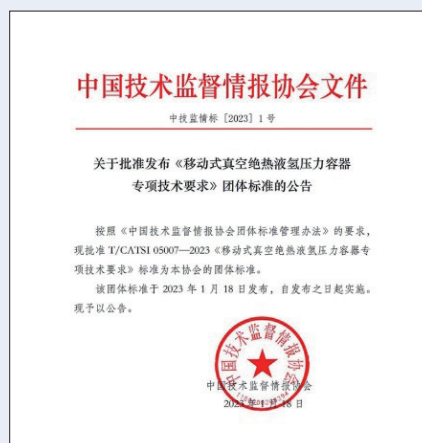 中国技术监督情报协会文件
中技监情标［2023］1号
关于批准发布《移动式真空绝热液氢压力容器
专项技术要求》团体标准的公告
按照《中国技术监督情报协会团体标准管理办法》的要求，
现批准 T/CATSI 05007—2023《移动式真空绝热液氢压力容器专
项技术要求》标准为本协会的团体标准。
该团体标准于 2023 年 1 月 18 日发布，自发布之日起实施。
现予以公告。
中国技术监督情报协会
中国技术监督情报协会
2023 年 1 月 18 日